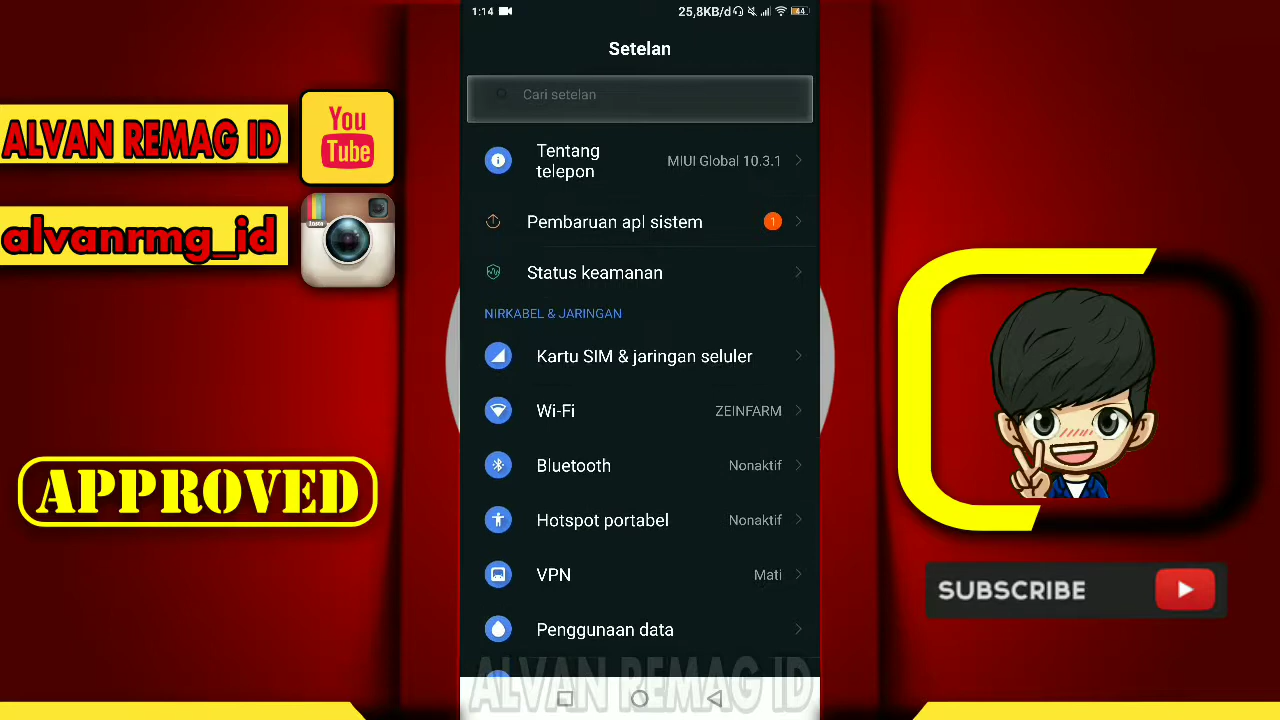 ALVAN REMAG ID
You
Tube
Insta
alvanrmg_id
APPROVED
1:14
25,8KB/d
44
Setelan
Cari setelan
Tentang
telepon
MIUI Global 10.3.1
Pembaruan apl sistem
1
Status keamanan
NIRKABEL & JARINGAN
Kartu SIM & jaringan seluler
Wi-Fi
ZEINFARM
Bluetooth
Nonaktif
Hotspot portabel
Nonaktif
VPN
Mati
Penggunaan data
ALVAN REMAG ID
SUBSCRIBE